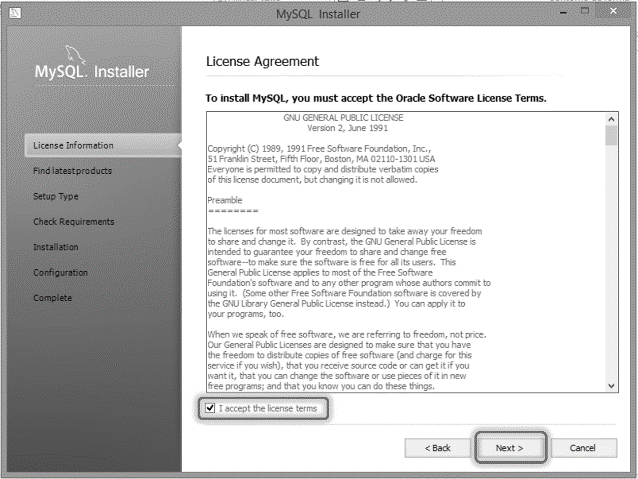 MySQL Installer
MySQL. Installer
License Information
Find latest products
Setup Type
Check Requirements
Installation
Configuration
Complete
License Agreement
To install MySQL, you must accept the Oracle Software License Terms.
GNU GENERAL PUBLIC LICENSE
Version 2, June 1991
Copyright (C) 1989, 1991 Free Software Foundation, Inc.,
51 Franklin Street, Fifth Floor, Boston, MA 02110-1301 USA
Everyone is permitted to copy and distribute verbatim copies
of this license document, but changing it is not allowed.
Preamble
========
The licenses for most software are designed to take away your freedom
to share and change it. By contrast, the GNU General Public License is
intended to guarantee your freedom to share and change free
software--to make sure the software is free for all its users. This
General Public License applies to most of the Free Software
Foundation's software and to any other program whose authors commit to
using it. (Some other Free Software Foundation software is covered by
the GNU Library General Public License instead.) You can apply it to
your programs, too.
When we speak of free software, we are referring to freedom, not price.
Our General Public Licenses are designed to make sure that you have
the freedom to distribute copies of free software (and charge for this
service if you wish), that you receive source code or can get it if you
want it, that you can change the software or use pieces of it in new
free programs; and that you know you can do these things.
I accept the license terms
< Back
Next >
Cancel